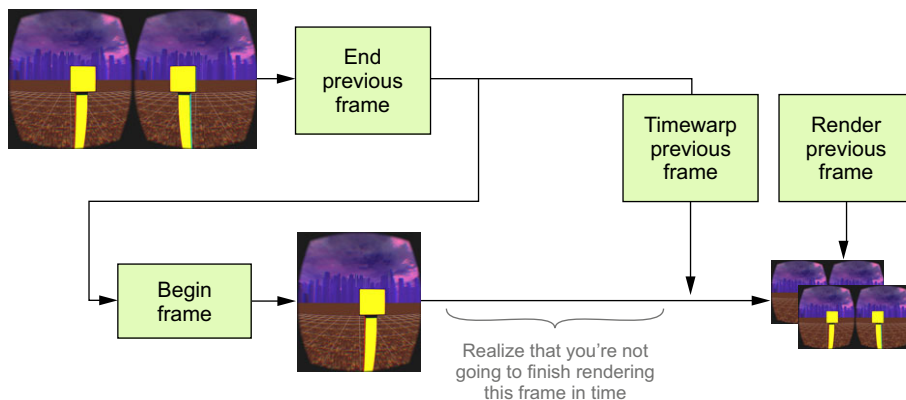 End
previous
frame
Timewarp
previous
frame
Render
previous
frame
Begin
frame
Realize that you’re not
going to finish rendering
this frame in time